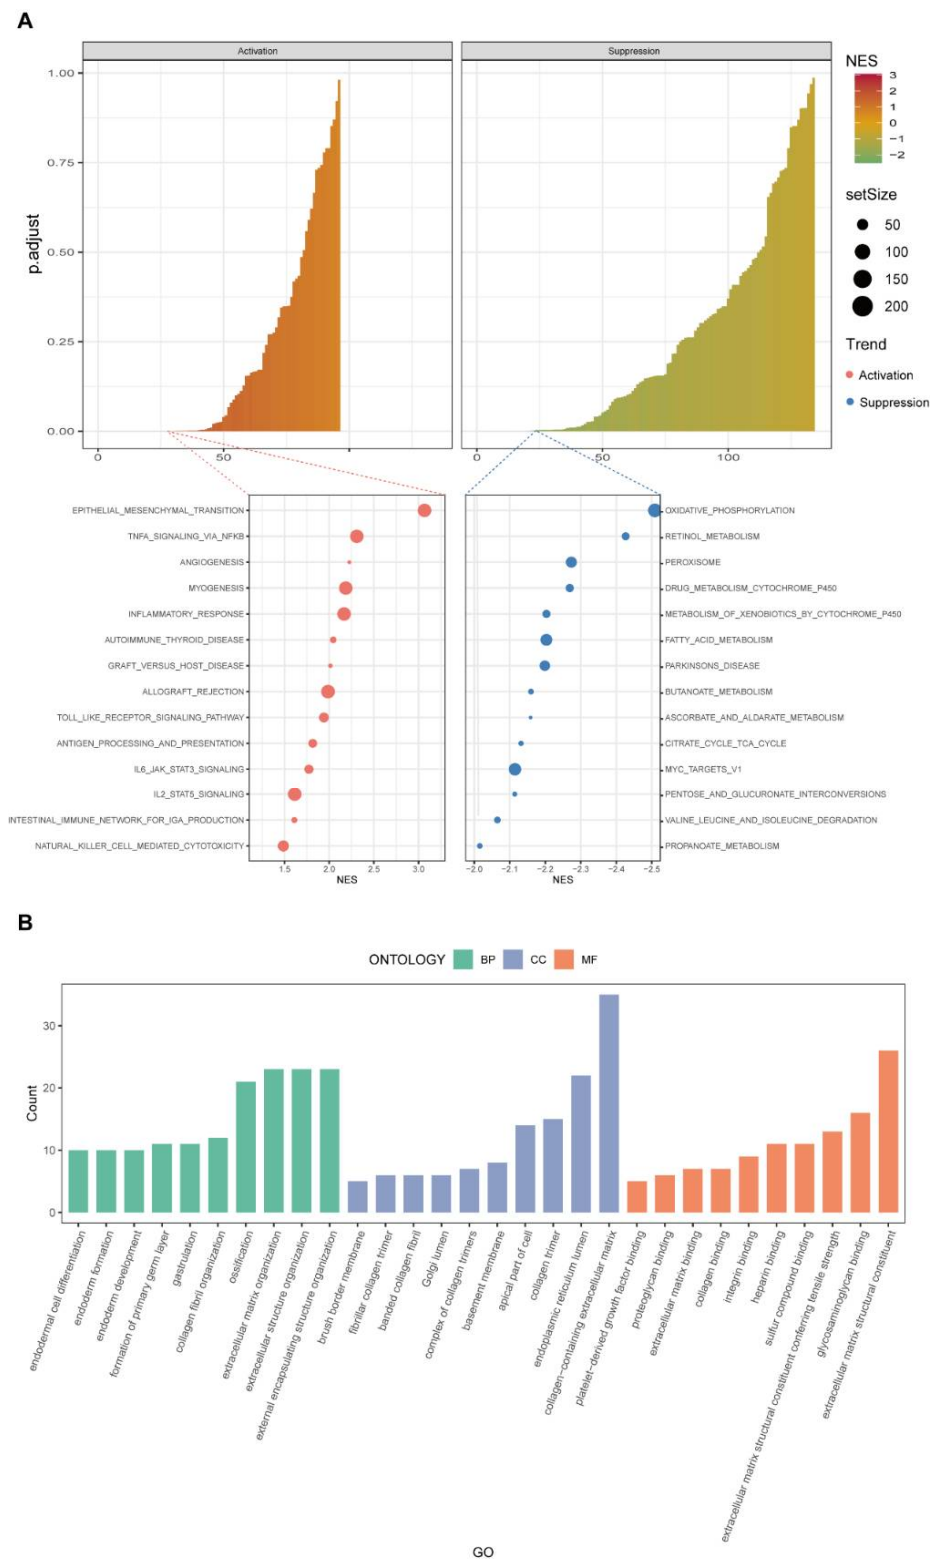 A
Activation
Suppression
p.adjust
1.00
0.75
0.50
0.25
0.00
0
50
0
50
100
NES
3
2
1
0
−1
−2
setSize
50
100
150
200
Trend
Activation
Suppression
EPITHELIAL_MESENCHYMAL_TRANSITION
TNFA_SIGNALING_VIA_NFKB
ANGIOGENESIS
MYOGENESIS
INFLAMMATORY_RESPONSE
AUTOIMMUNE_THYROID_DISEASE
GRAFT_VERSUS_HOST_DISEASE
ALLOGRAFT_REJECTION
TOLL_LIKE_RECEPTOR_SIGNALING_PATHWAY
ANTIGEN_PROCESSING_AND_PRESENTATION
IL6_JAK_STAT3_SIGNALING
IL2_STAT5_SIGNALING
INTESTINAL_IMMUNE_NETWORK_FOR_IGA_PRODUCTION
NATURAL_KILLER_CELL_MEDIATED_CYTOTOXICITY
1.5
2.0
2.5
3.0
NES
OXIDATIVE_PHOSPHORYLATION
RETINOL_METABOLISM
PEROXISOME
DRUG_METABOLISM_CYTOCHROME_P450
METABOLISM_OF_XENOBIOTICS_BY_CYTOCHROME_P450
FATTY_ACID_METABOLISM
PARKINSONS_DISEASE
BUTANOATE_METABOLISM
ASCORBATE_AND_ALDARATE_METABOLISM
CITRATE_CYCLE_TCA_CYCLE
MYC_TARGETS_V1
PENTOSE_AND_GLUCURONATE_INTERCONVERSIONS
VALINE_LEUCINE_AND_ISOLEUCINE_DEGRADATION
PROPANOATE_METABOLISM
−2.0
−2.1
−2.2
−2.3
−2.4
−2.5
NES
B
ONTOLOGY
BP
CC
MF
Count
30
20
10
0
endodermal cell differentiation
endoderm formation
endoderm development
formation of primary germ layer
gastrulation
collagen fibril organization
ossification
extracellular matrix organization
extracellular structure organization
external encapsulating structure organization
brush border membrane
fibrillar collagen trimer
banded collagen fibril
Golgi lumen
complex of collagen trimers
basement membrane
apical part of cell
collagen trimer
endoplasmic reticulum lumen
collagen−containing extracellular matrix
platelet−derived growth factor binding
proteoglycan binding
extracellular matrix binding
collagen binding
integrin binding
heparin binding
sulfur compound binding
extracellular matrix structural constituent conferring tensile strength
glycosaminoglycan binding
extracellular matrix structural constituent
GO